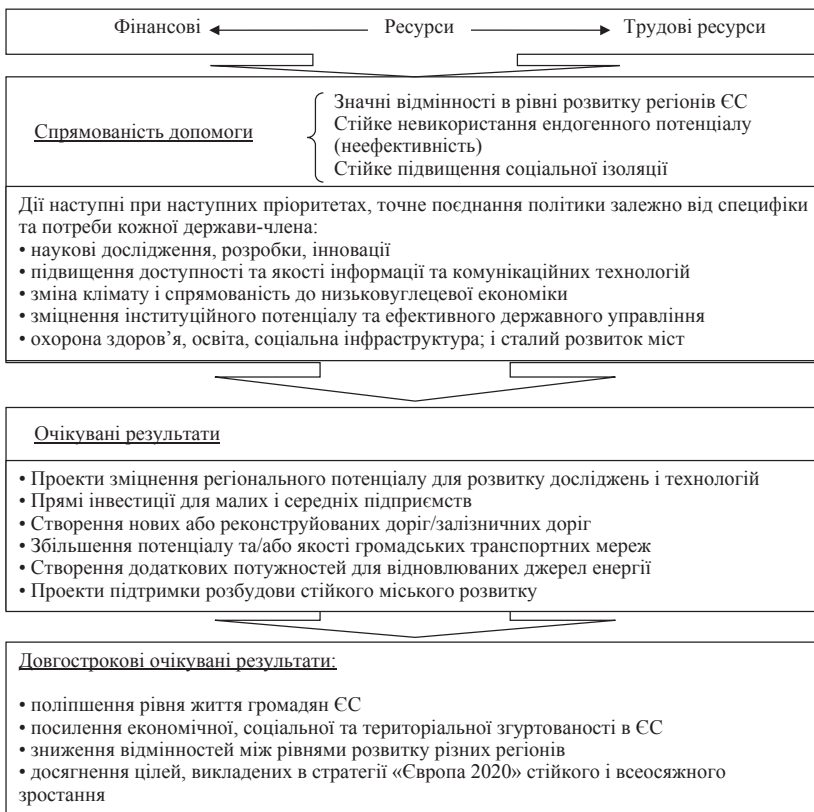 Фінансові Ресурси Трудові ресурси
Спрямованість допомоги
Значні відмінності в рівні розвитку регіонів ЄС
Стійке невикористання ендогенного потенціалу
(неефективність)
Стійке підвищення соціальної ізоляції
Дії наступні при наступних пріоритетах, точне поєднання політики залежно від специфіки
та потреби кожної держави-члена:
• наукові дослідження, розробки, інновації
• підвищення доступності та якості інформації та комунікаційних технологій
• зміна клімату і спрямованість до низьковуглецевої економіки
• зміцнення інституційного потенціалу та ефективного державного управління
• охорона здоров’я, освіта, соціальна інфраструктура; і сталий розвиток міст
Очікувані результати
• Проекти зміцнення регіонального потенціалу для розвитку досліджень і технологій
• Прямі інвестиції для малих і середніх підприємств
• Створення нових або реконструйованих доріг/залізничних доріг
• Збільшення потенціалу та/або якості громадських транспортних мереж
• Створення додаткових потужностей для відновлюваних джерел енергії
• Проекти підтримки розбудови стійкого міського розвитку
Довгострокові очікувані результати:
• поліпшення рівня життя громадян ЄС
• посилення економічної, соціальної та територіальної згуртованості в ЄС
• зниження відмінностей між рівнями розвитку різних регіонів
• досягнення цілей, викладених в стратегії «Європа 2020» стійкого і всеосяжного
зростання